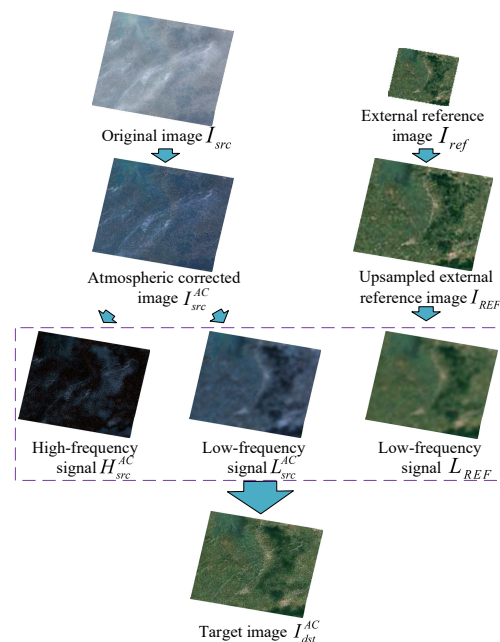 Original image I_src
External reference
image I_ref
Atmospheric corrected
image I_src^AC
Upsampled external
reference image I_REF
High-frequency
signal H_src^AC
Low-frequency
signal L_src^AC
Low-frequency
signal L_REF
Target image I_dst^AC